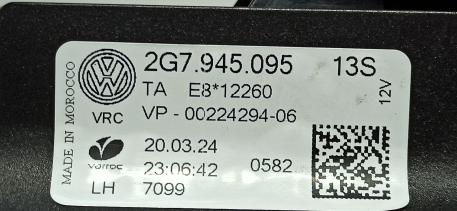 2G7.945.095 13S
TA E8*12260
VRC VP - 00224294-06
12V
20.03.24
varroc
23:06:42 0582
LH 7099
MADE IN MOROCCO